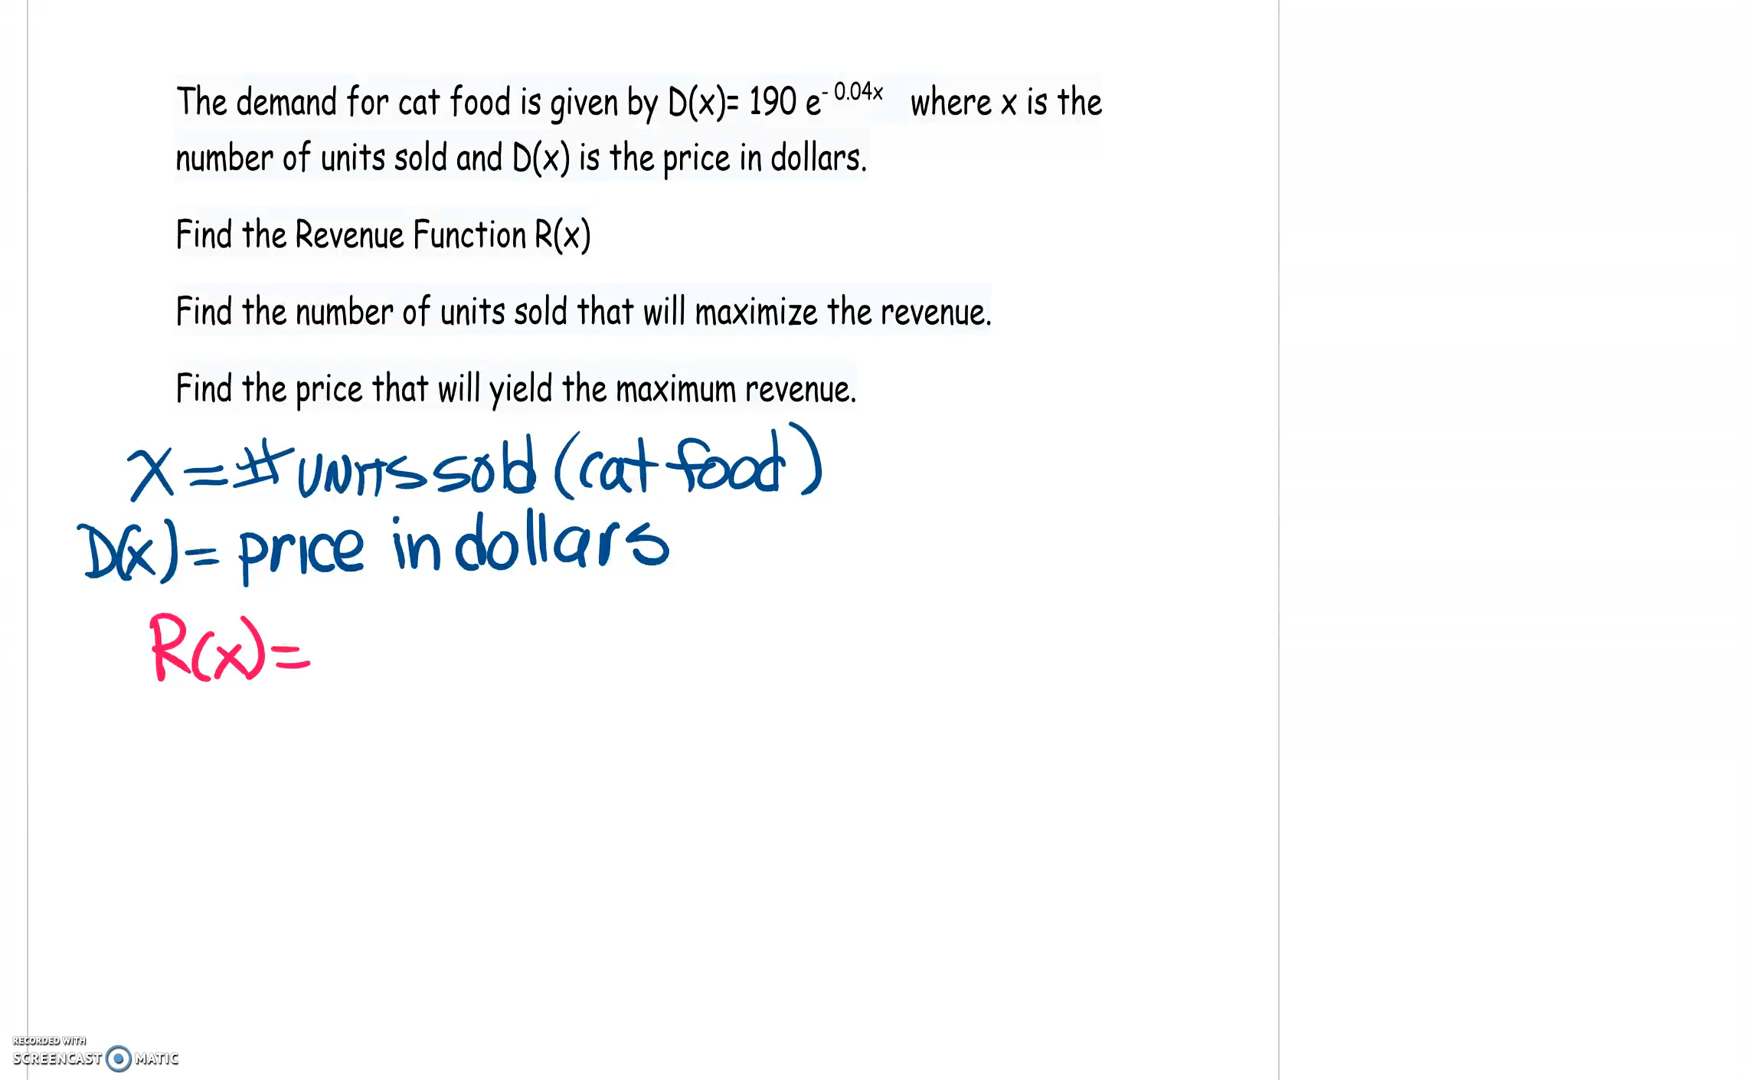 The demand for cat food is given by D(x)= 190 e^- 0.04x where x is the
number of units sold and D(x) is the price in dollars.
Find the Revenue Function R(x)
Find the number of units sold that will maximize the revenue.
Find the price that will yield the maximum revenue.
X = # UNITS sold (cat food)
D(x) = price in dollars
R(x) =
RECORDED WITH
SCREENCAST MATIC